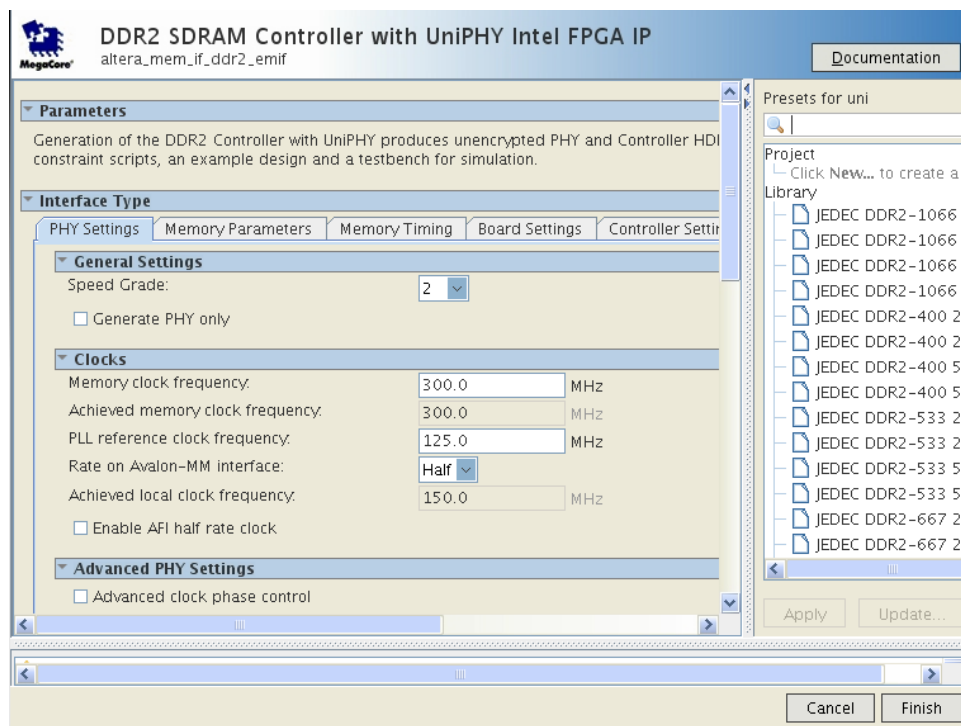 DDR2 SDRAM Controller with UniPHY Intel FPGA IP
MegaCore®
altera_mem_if_ddr2_emif
Documentation
Parameters
Generation of the DDR2 Controller with UniPHY produces unencrypted PHY and Controller HDL
constraint scripts, an example design and a testbench for simulation.
Interface Type
PHY Settings
Memory Parameters
Memory Timing
Board Settings
Controller Settin
General Settings
Speed Grade:
2
Generate PHY only
Clocks
Memory clock frequency:
300.0
MHz
Achieved memory clock frequency:
300.0
MHz
PLL reference clock frequency:
125.0
MHz
Rate on Avalon-MM interface:
Half
Achieved local clock frequency:
150.0
MHz
Enable AFI half rate clock
Advanced PHY Settings
Advanced clock phase control
Presets for uni
Project
Click New... to create a
Library
JEDEC DDR2-1066
JEDEC DDR2-1066
JEDEC DDR2-1066
JEDEC DDR2-1066
JEDEC DDR2-400 2
JEDEC DDR2-400 2
JEDEC DDR2-400 5
JEDEC DDR2-400 5
JEDEC DDR2-533 2
JEDEC DDR2-533 2
JEDEC DDR2-533 5
JEDEC DDR2-533 5
JEDEC DDR2-667 2
JEDEC DDR2-667 2
Apply
Update...
Cancel
Finish